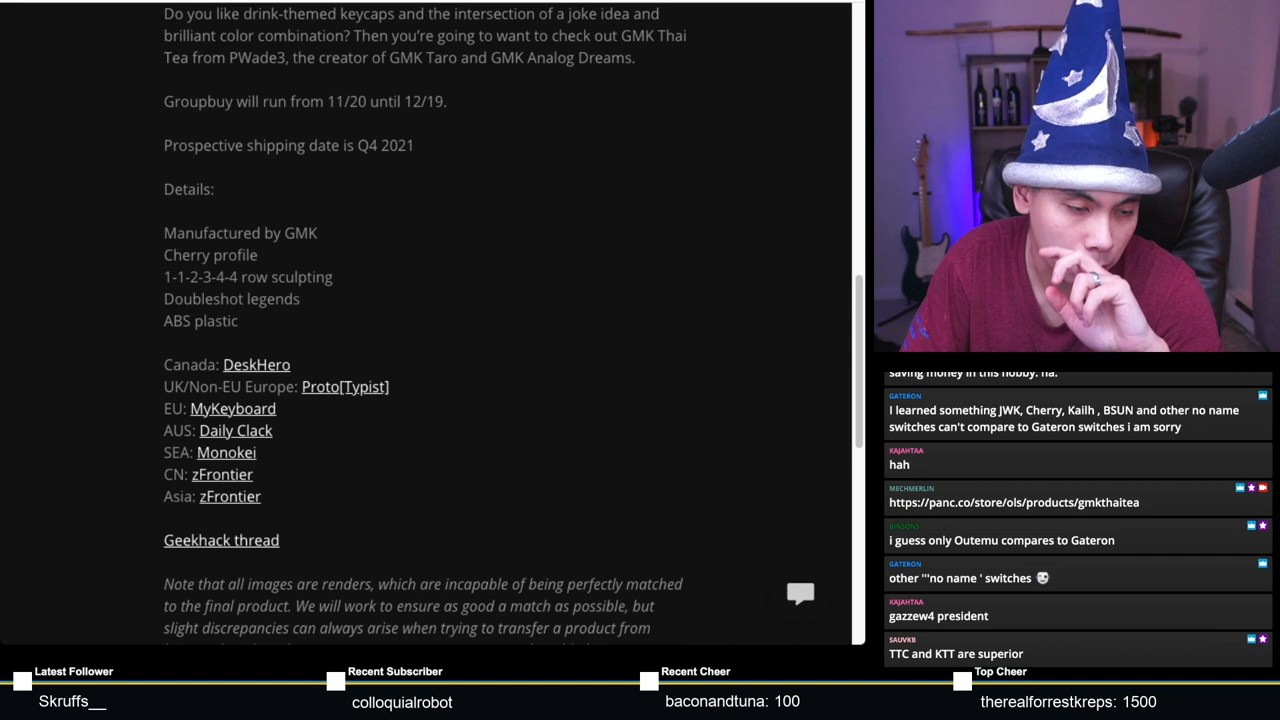 Do you like drink-themed keycaps and the intersection of a joke idea and
brilliant color combination? Then you're going to want to check out GMK Thai
Tea from PWade3, the creator of GMK Taro and GMK Analog Dreams.
Groupbuy will run from 11/20 until 12/19.
Prospective shipping date is Q4 2021
Details:
Manufactured by GMK
Cherry profile
1-1-2-3-4-4 row sculpting
Doubleshot legends
ABS plastic
Canada: DeskHero
UK/Non-EU Europe: Proto[Typist]
EU: MyKeyboard
AUS: Daily Clack
SEA: Monokei
CN: zFrontier
Asia: zFrontier
Geekhack thread
Note that all images are renders, which are incapable of being perfectly matched
to the final product. We will work to ensure as good a match as possible, but
slight discrepancies can always arise when trying to transfer a product from
saving money in this hobby. ha.
GATERON
I learned something JWK, Cherry, Kailh , BSUN and other no name
switches can't compare to Gateron switches i am sorry
KAJAHTAA
hah
MECHMERLIN
https://panc.co/store/ols/products/gmkthaitea
i guess only Outemu compares to Gateron
GATERON
other '"no name ' switches
KAJAHTAA
gazzew4 president
SAUVKB
TTC and KTT are superior
Latest Follower
Skruffs__
Recent Subscriber
colloquialrobot
Recent Cheer
baconandtuna: 100
Top Cheer
therealforrestkreps: 1500